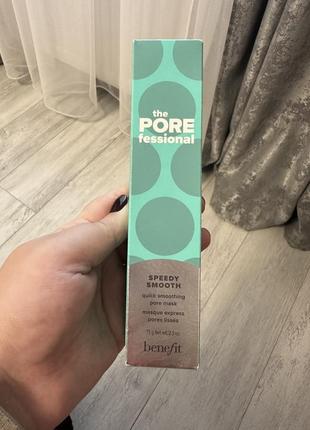 the
PORE
fessional
SPEEDY
SMOOTH
quick smoothing
pore mask
masque express
pores lissés
benefit